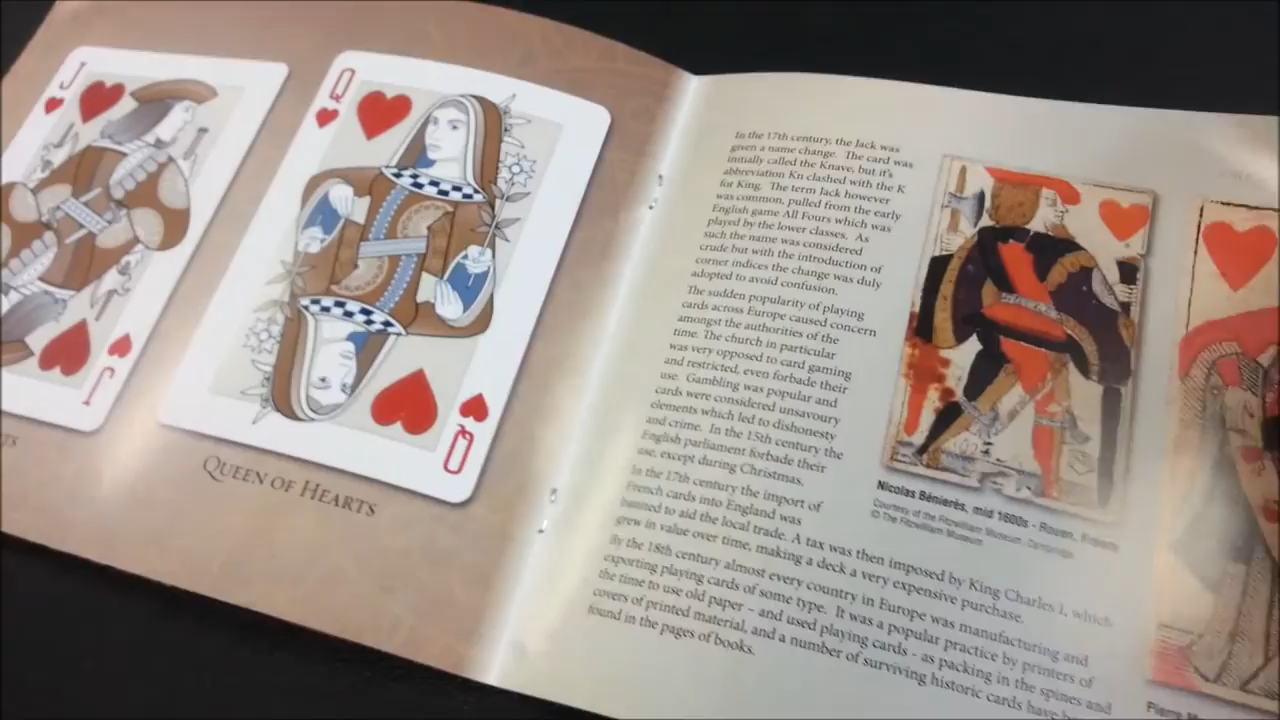 J
Q
Q
J
TS
QUEEN OF HEARTS
In the 17th century, the Jack was
given a name change. The card was
initially called the Knave, but it's
abbreviation Kn clashed with the K
for King. The term Jack however
was common, pulled from the early
English game All Fours which was
played by the lower classes. As
such the name was considered
crude but with the introduction of
corner indices the change was duly
adopted to avoid confusion.
The sudden popularity of playing
cards across Europe caused concern
amongst the authorities of the
time. The church in particular
was very opposed to card gaming
and restricted, even forbade their
use. Gambling was popular and
cards were considered unsavoury
elements which led to dishonesty
and crime. In the 15th century the
English parliament forbade their
use, except during Christmas.
In the 17th century the import of
French cards into England was
banned to aid the local trade. A tax was then imposed by King Charles I, which
grew in value over time, making a deck a very expensive purchase.
By the 18th century almost every country in Europe was manufacturing and
exporting playing cards of some type. It was a popular practice by printers of
the time to use old paper – and used playing cards - as packing in the spines and
covers of printed material, and a number of surviving historic cards have
found in the pages of books.
Nicolas Bénierès, mid 1600s - Rouen, France
Courtesy of the Fitzwilliam Museum, Cambridge
© The Fitzwilliam Museum